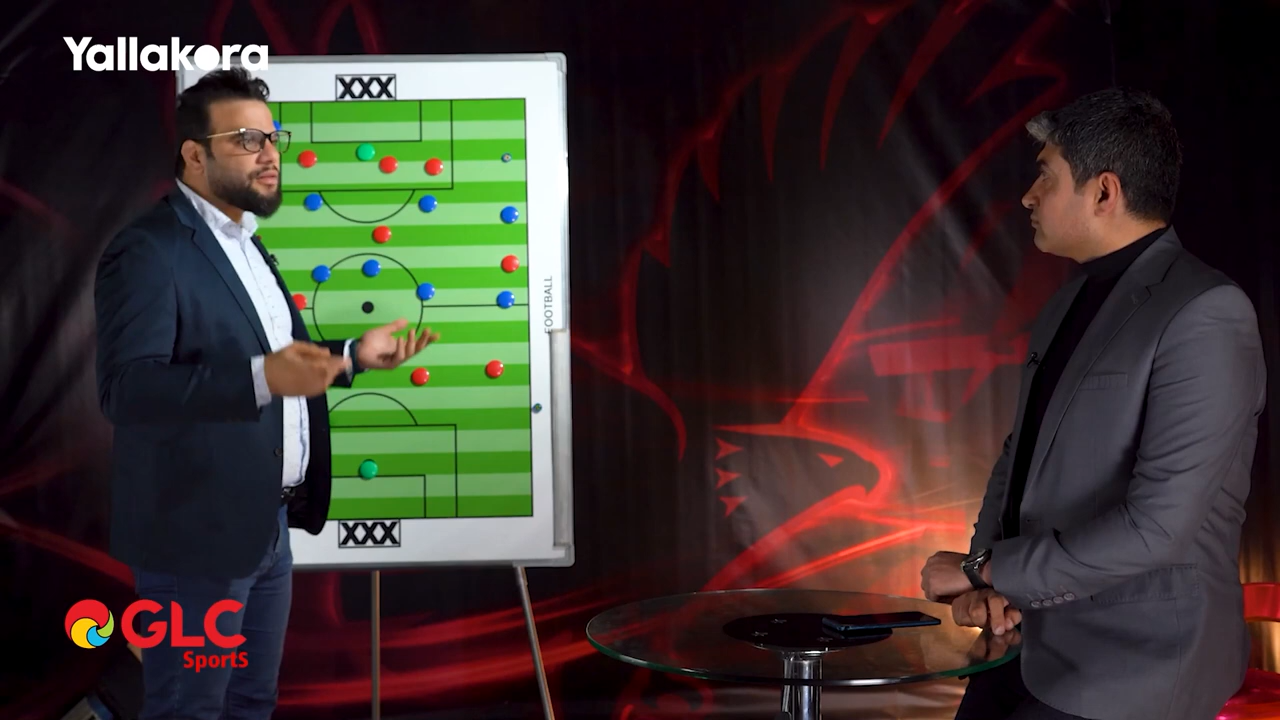 Yallakora
XXX
FOOTBALL
XXX
GLC
Sports